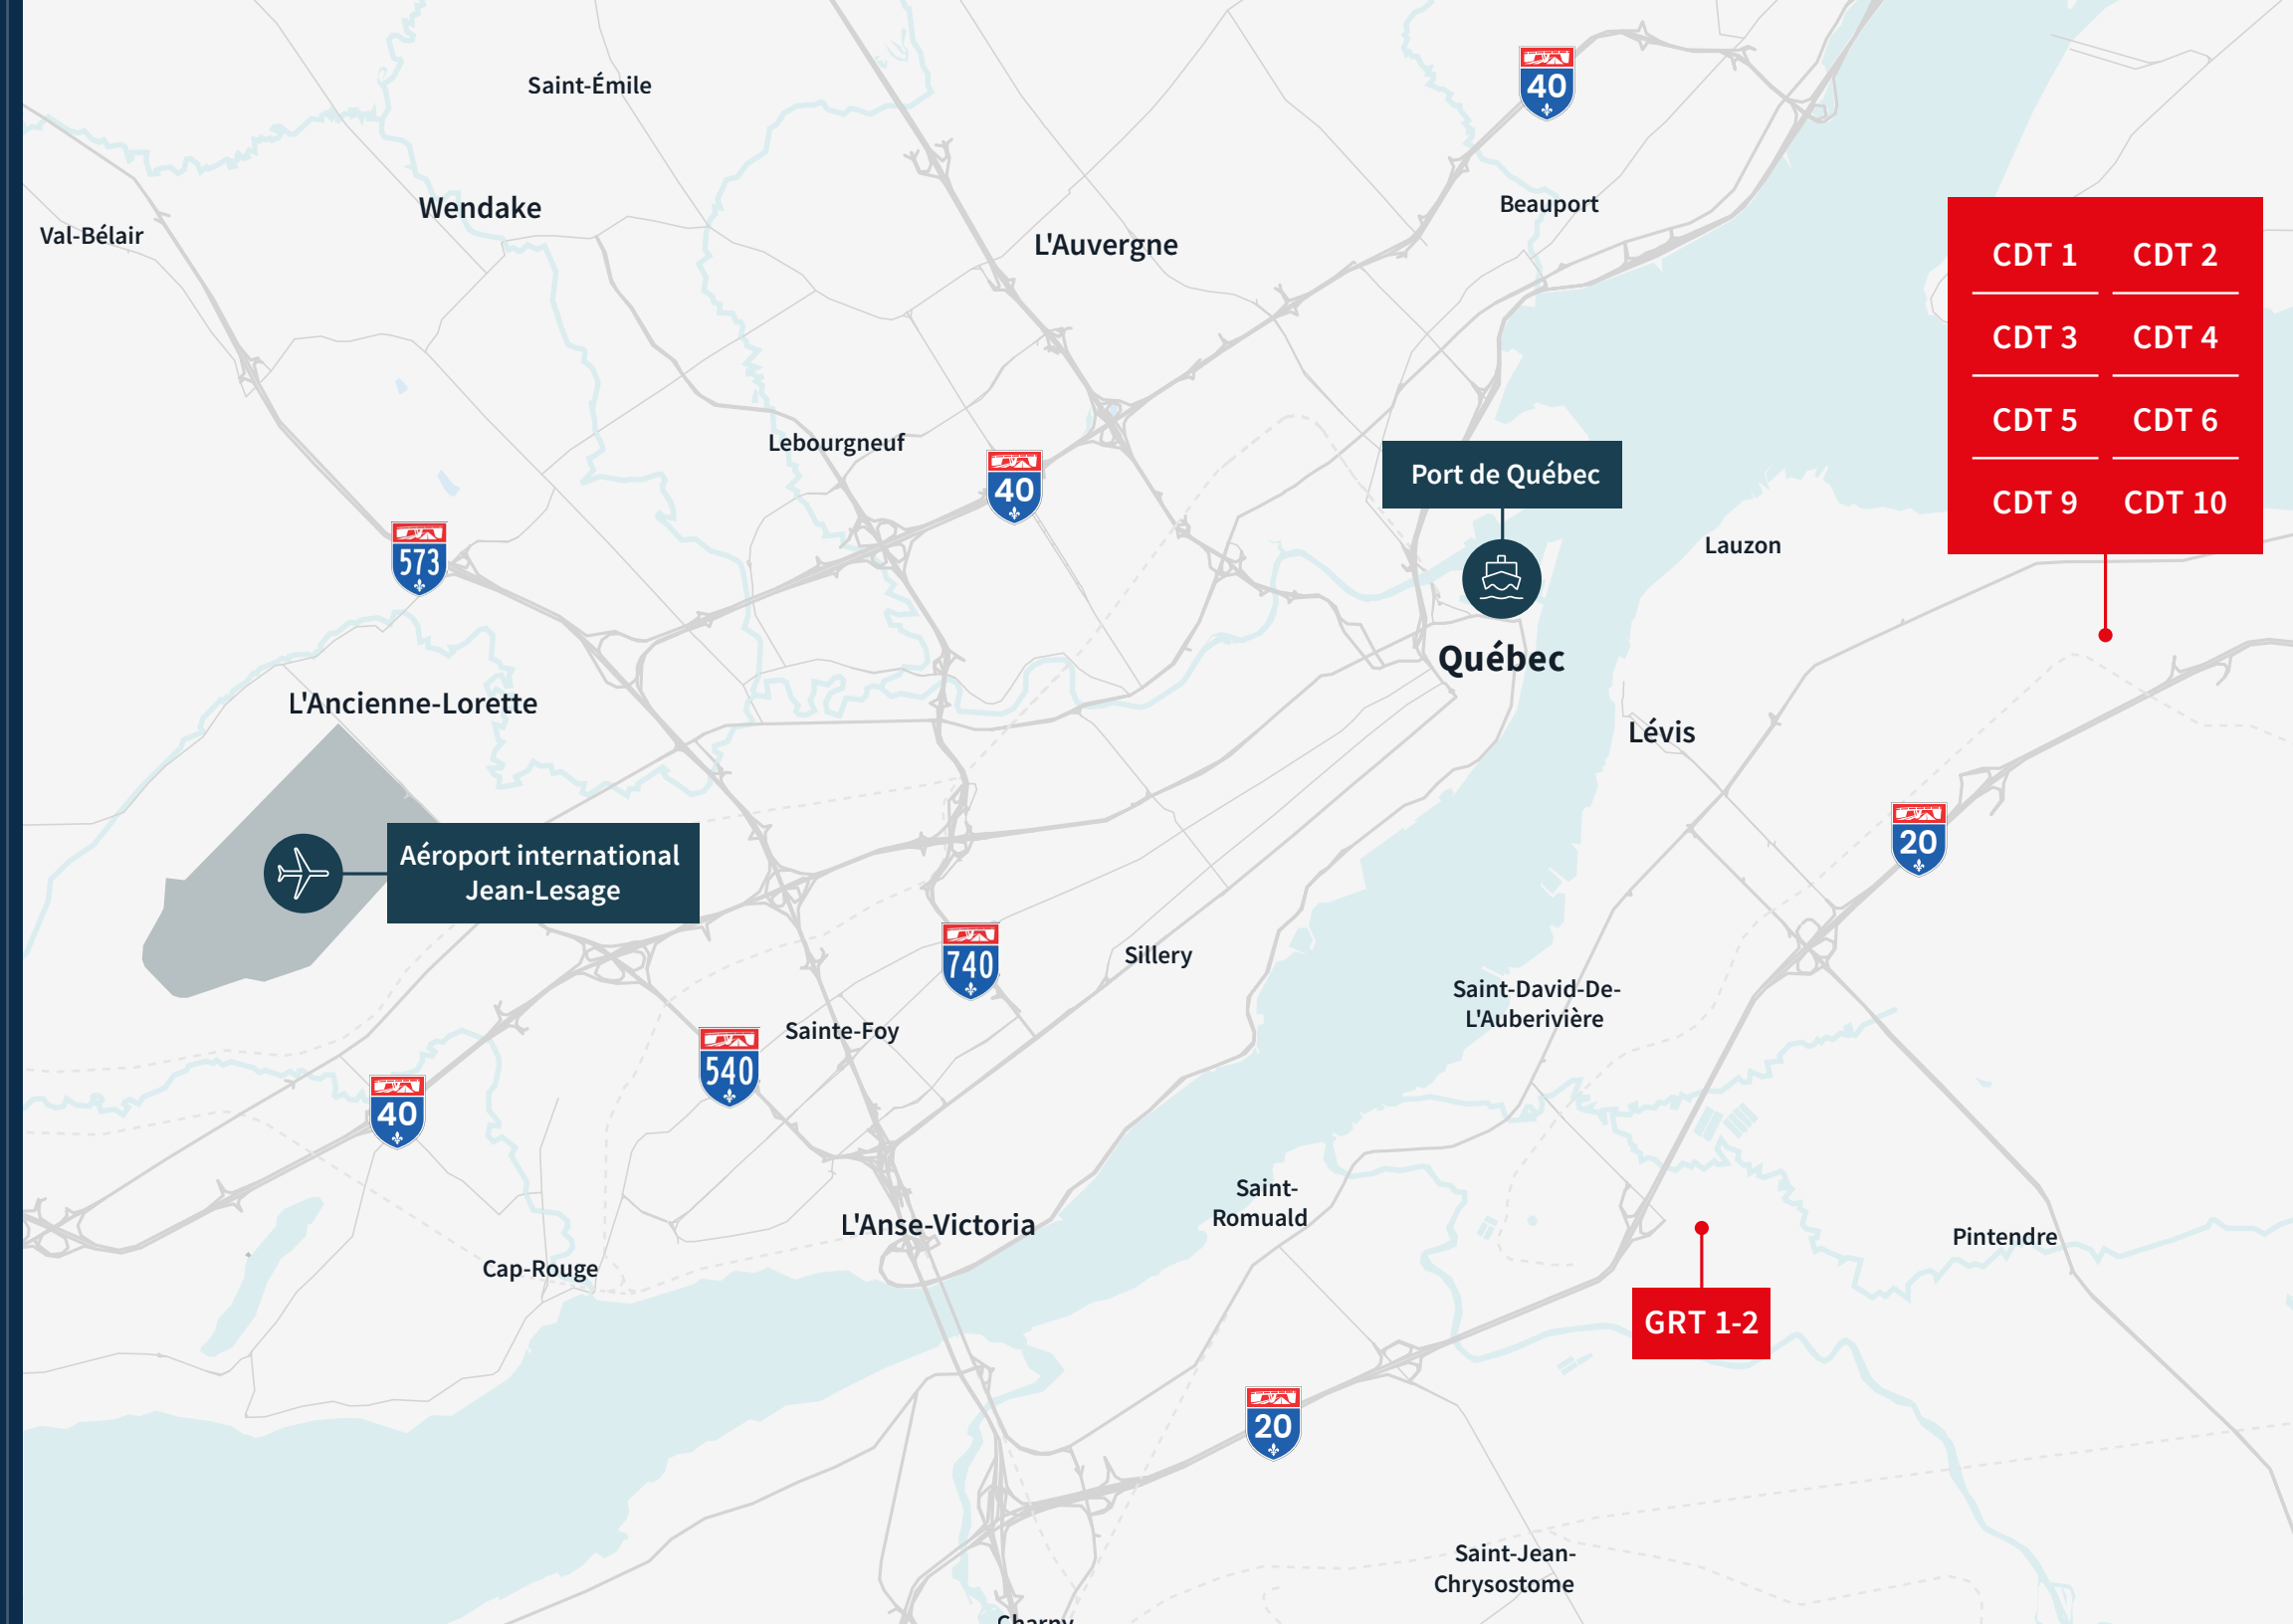 40
Saint-Émile
Beauport
Wendake
Val-Bélair
L'Auvergne
CDT 1
CDT 2
CDT 3
CDT 4
CDT 5
CDT 6
CDT 9
CDT 10
Lebourgneuf
40
Port de Québec
573
Lauzon
Québec
L'Ancienne-Lorette
Lévis
20
Aéroport international
Jean-Lesage
740
Sillery
Saint-David-De-
L'Auberivière
Sainte-Foy
540
40
Saint-
Romuald
L'Anse-Victoria
Pintendre
Cap-Rouge
GRT 1-2
20
Saint-Jean-
Chrysostome
Charny